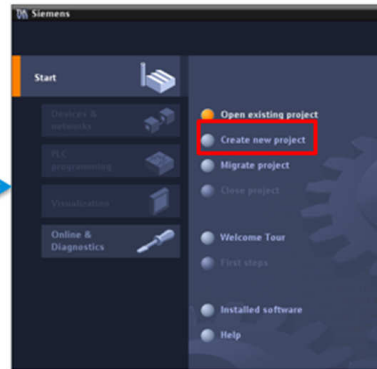 Siemens
Start
Devices &
networks
PLC
programming
Visualization
Online &
Diagnostics
Open existing project
Create new project
Migrate project
Close project
Welcome Tour
First steps
Installed software
Help